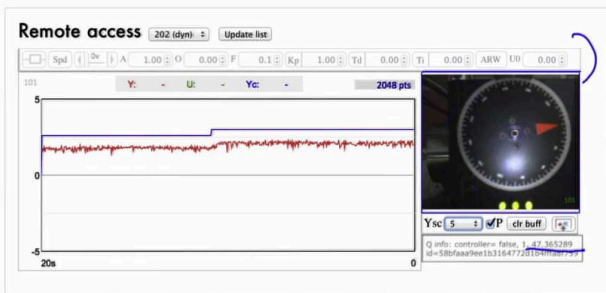 Remote access 202 (dyn) Update list
Spd 0v A 1.00 O 0.00 F 0.1 Kp 1.00 Td 0.00 Ti 0.00 ARW U0 0.00
101 Y: - U: - Yc: - 2048 pts
5
0
-5
20s 0
101
Ysc 5 P clr buff
Q info: controller= false, 1, 47.365289